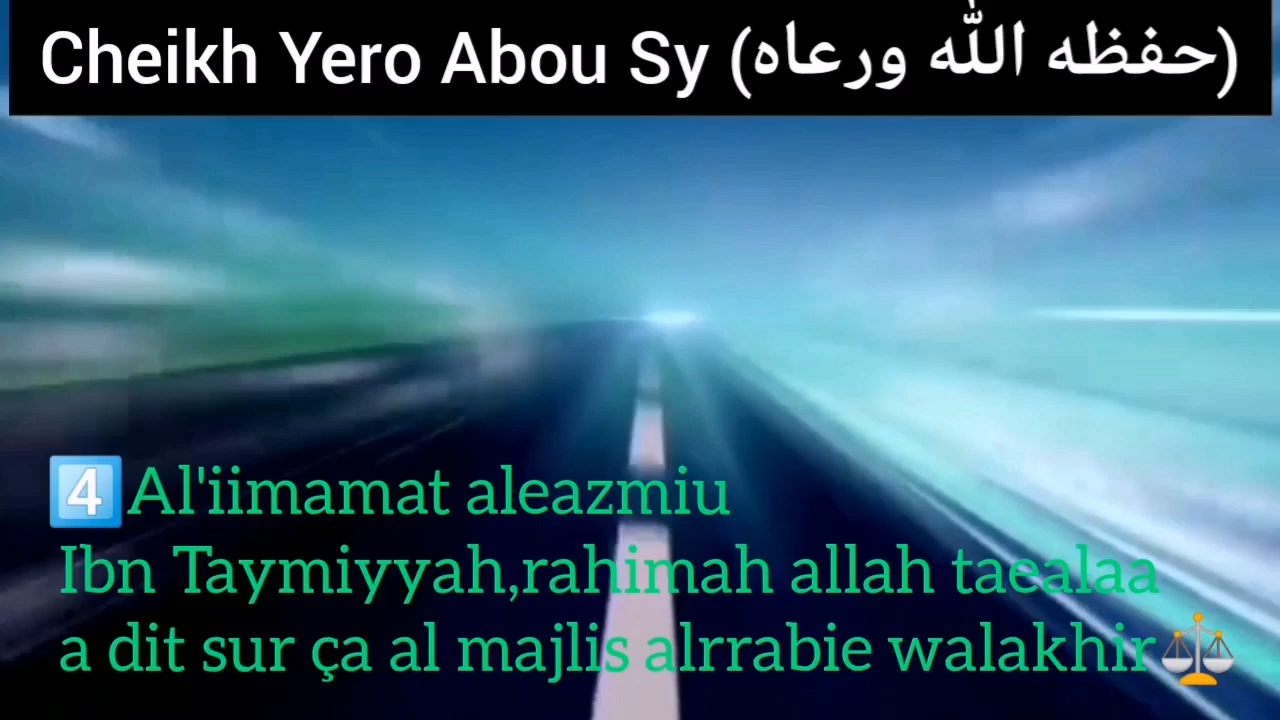 Cheikh Yero Abou Sy (حفظه الله ورعاه)
4️⃣Al'iimamat aleazmiu
Ibn Taymiyyah,rahimah allah taealaa
a dit sur ça al majlis alrrabie walakhir⚖️